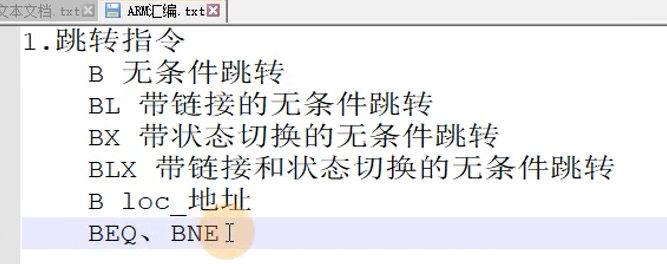 文本文档.txt ARM汇编.txt
1.跳转指令
B 无条件跳转
BL 带链接的无条件跳转
BX 带状态切换的无条件跳转
BLX 带链接和状态切换的无条件跳转
B loc_地址
BEQ、BNE